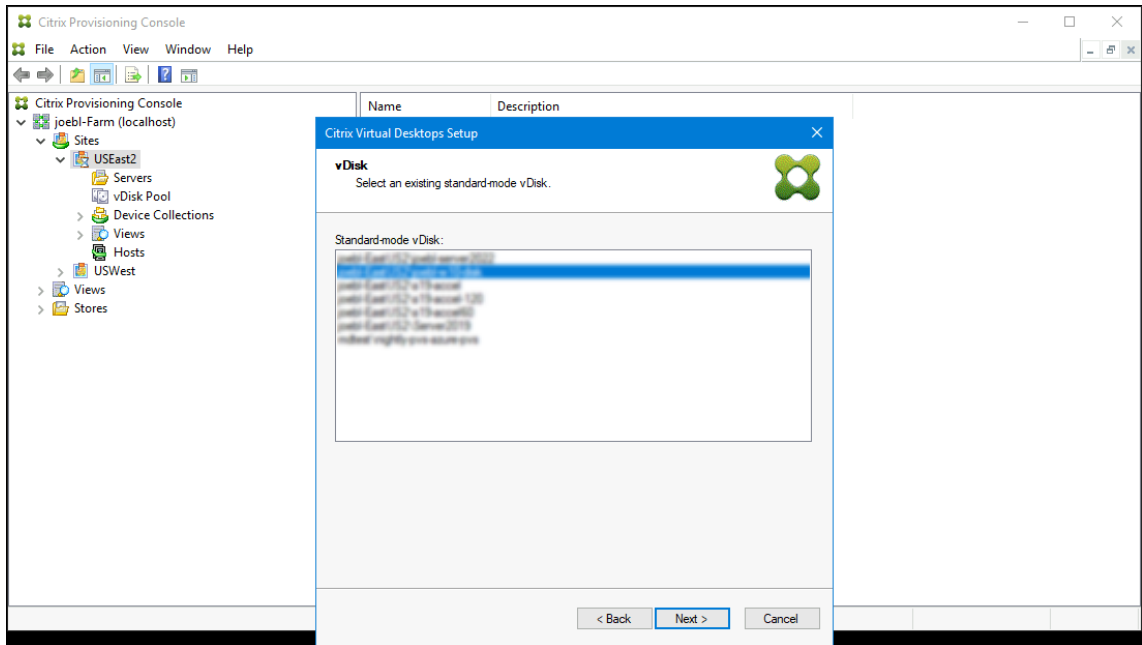 Citrix Provisioning Console
File Action View Window Help
Citrix Provisioning Console
joebl-Farm (localhost)
Sites
USEast2
Servers
vDisk Pool
Device Collections
Views
Hosts
USWest
Views
Stores
Name Description
Citrix Virtual Desktops Setup
vDisk
Select an existing standard-mode vDisk.
Standard-mode vDisk:
< Back Next > Cancel